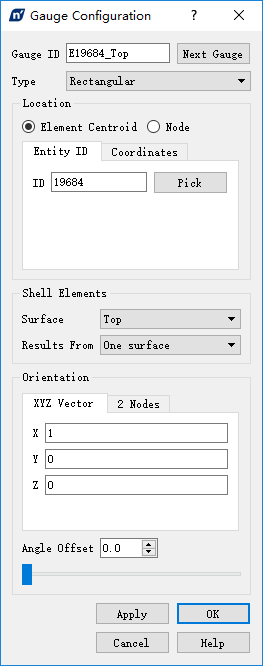 Gauge Configuration ? ×
Gauge ID E19684_Top Next Gauge
Type Rectangular
Location
Element Centroid Node
Entity ID Coordinates
ID 19684 Pick
Shell Elements
Surface Top
Results From One surface
Orientation
XYZ Vector 2 Nodes
X 1
Y 0
Z 0
Angle Offset 0.0
Apply OK
Cancel Help